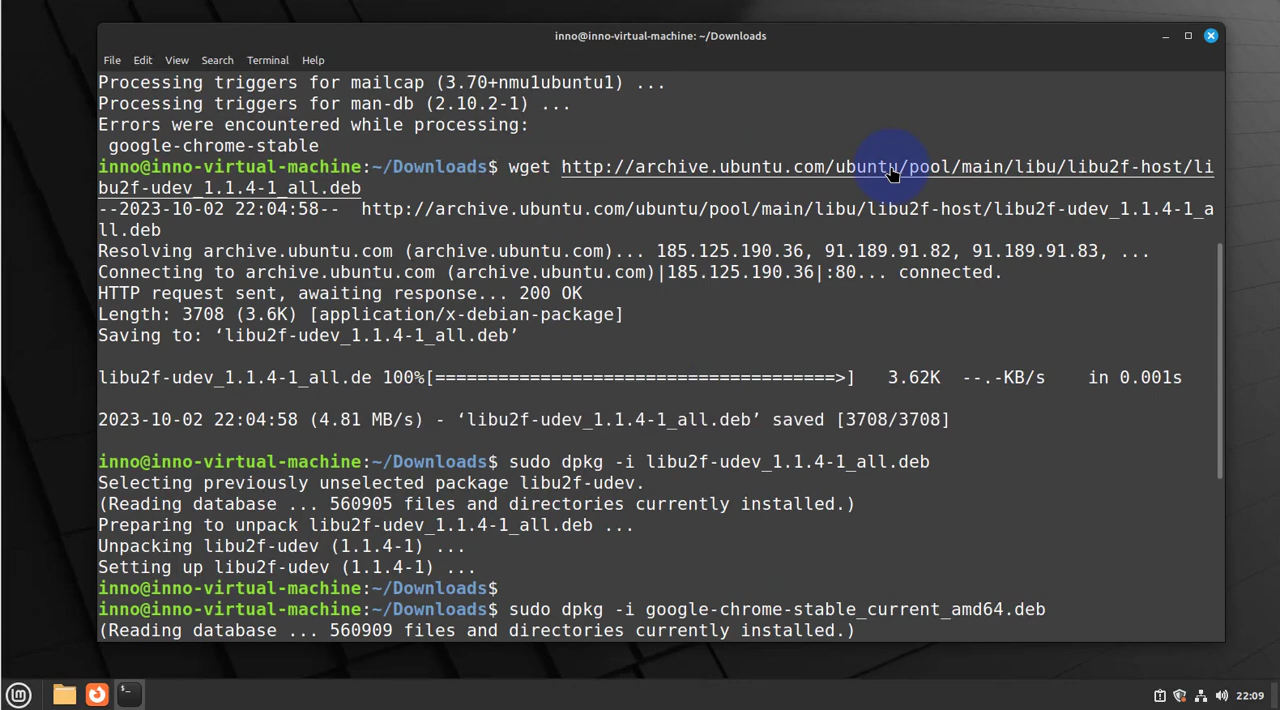 inno@inno-virtual-machine: ~/Downloads
File Edit View Search Terminal Help
Processing triggers for mailcap (3.70+nmu1ubuntu1) ...
Processing triggers for man-db (2.10.2-1) ...
Errors were encountered while processing:
 google-chrome-stable
inno@inno-virtual-machine:~/Downloads$ wget http://archive.ubuntu.com/ubuntu/pool/main/libu/libu2f-host/li
bu2f-udev_1.1.4-1_all.deb
--2023-10-02 22:04:58--  http://archive.ubuntu.com/ubuntu/pool/main/libu/libu2f-host/libu2f-udev_1.1.4-1_a
ll.deb
Resolving archive.ubuntu.com (archive.ubuntu.com)... 185.125.190.36, 91.189.91.82, 91.189.91.83, ...
Connecting to archive.ubuntu.com (archive.ubuntu.com)|185.125.190.36|:80... connected.
HTTP request sent, awaiting response... 200 OK
Length: 3708 (3.6K) [application/x-debian-package]
Saving to: ‘libu2f-udev_1.1.4-1_all.deb’
libu2f-udev_1.1.4-1_all.de 100%[======================================>]   3.62K  --.-KB/s    in 0.001s
2023-10-02 22:04:58 (4.81 MB/s) - ‘libu2f-udev_1.1.4-1_all.deb’ saved [3708/3708]
inno@inno-virtual-machine:~/Downloads$ sudo dpkg -i libu2f-udev_1.1.4-1_all.deb
Selecting previously unselected package libu2f-udev.
(Reading database ... 560905 files and directories currently installed.)
Preparing to unpack libu2f-udev_1.1.4-1_all.deb ...
Unpacking libu2f-udev (1.1.4-1) ...
Setting up libu2f-udev (1.1.4-1) ...
inno@inno-virtual-machine:~/Downloads$
inno@inno-virtual-machine:~/Downloads$ sudo dpkg -i google-chrome-stable_current_amd64.deb
(Reading database ... 560909 files and directories currently installed.)
22:09